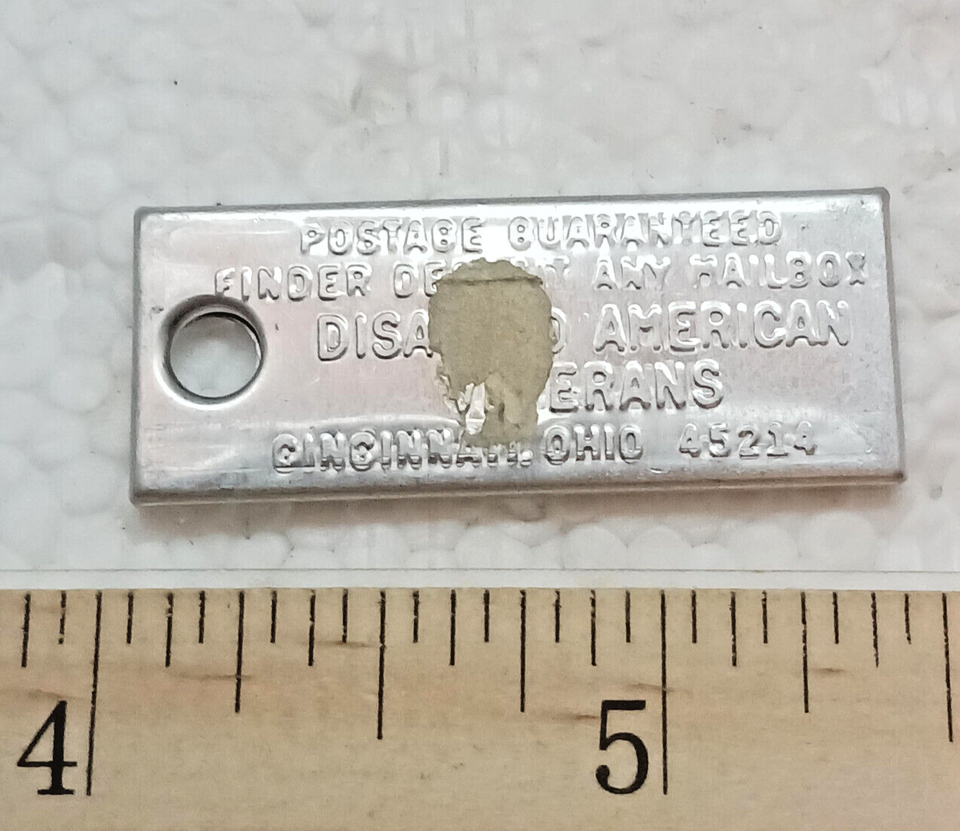 POSTAGE GUARANTEED
FINDER ANY MAILBOX
AMERICAN
CINCINNATI, OHIO 45214
4 5